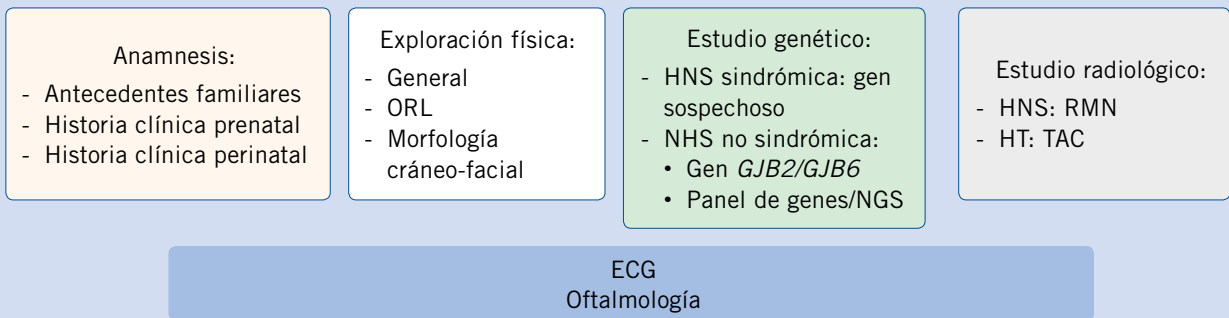 Anamnesis:
- Antecedentes familiares
- Historia clínica prenatal
- Historia clínica perinatal
Exploración física:
- General
- ORL
- Morfología
cráneo-facial
Estudio genético:
- HNS sindrómica: gen
sospechoso
- NHS no sindrómica:
• Gen GJB2/GJB6
• Panel de genes/NGS
Estudio radiológico:
- HNS: RMN
- HT: TAC
ECG
Oftalmología